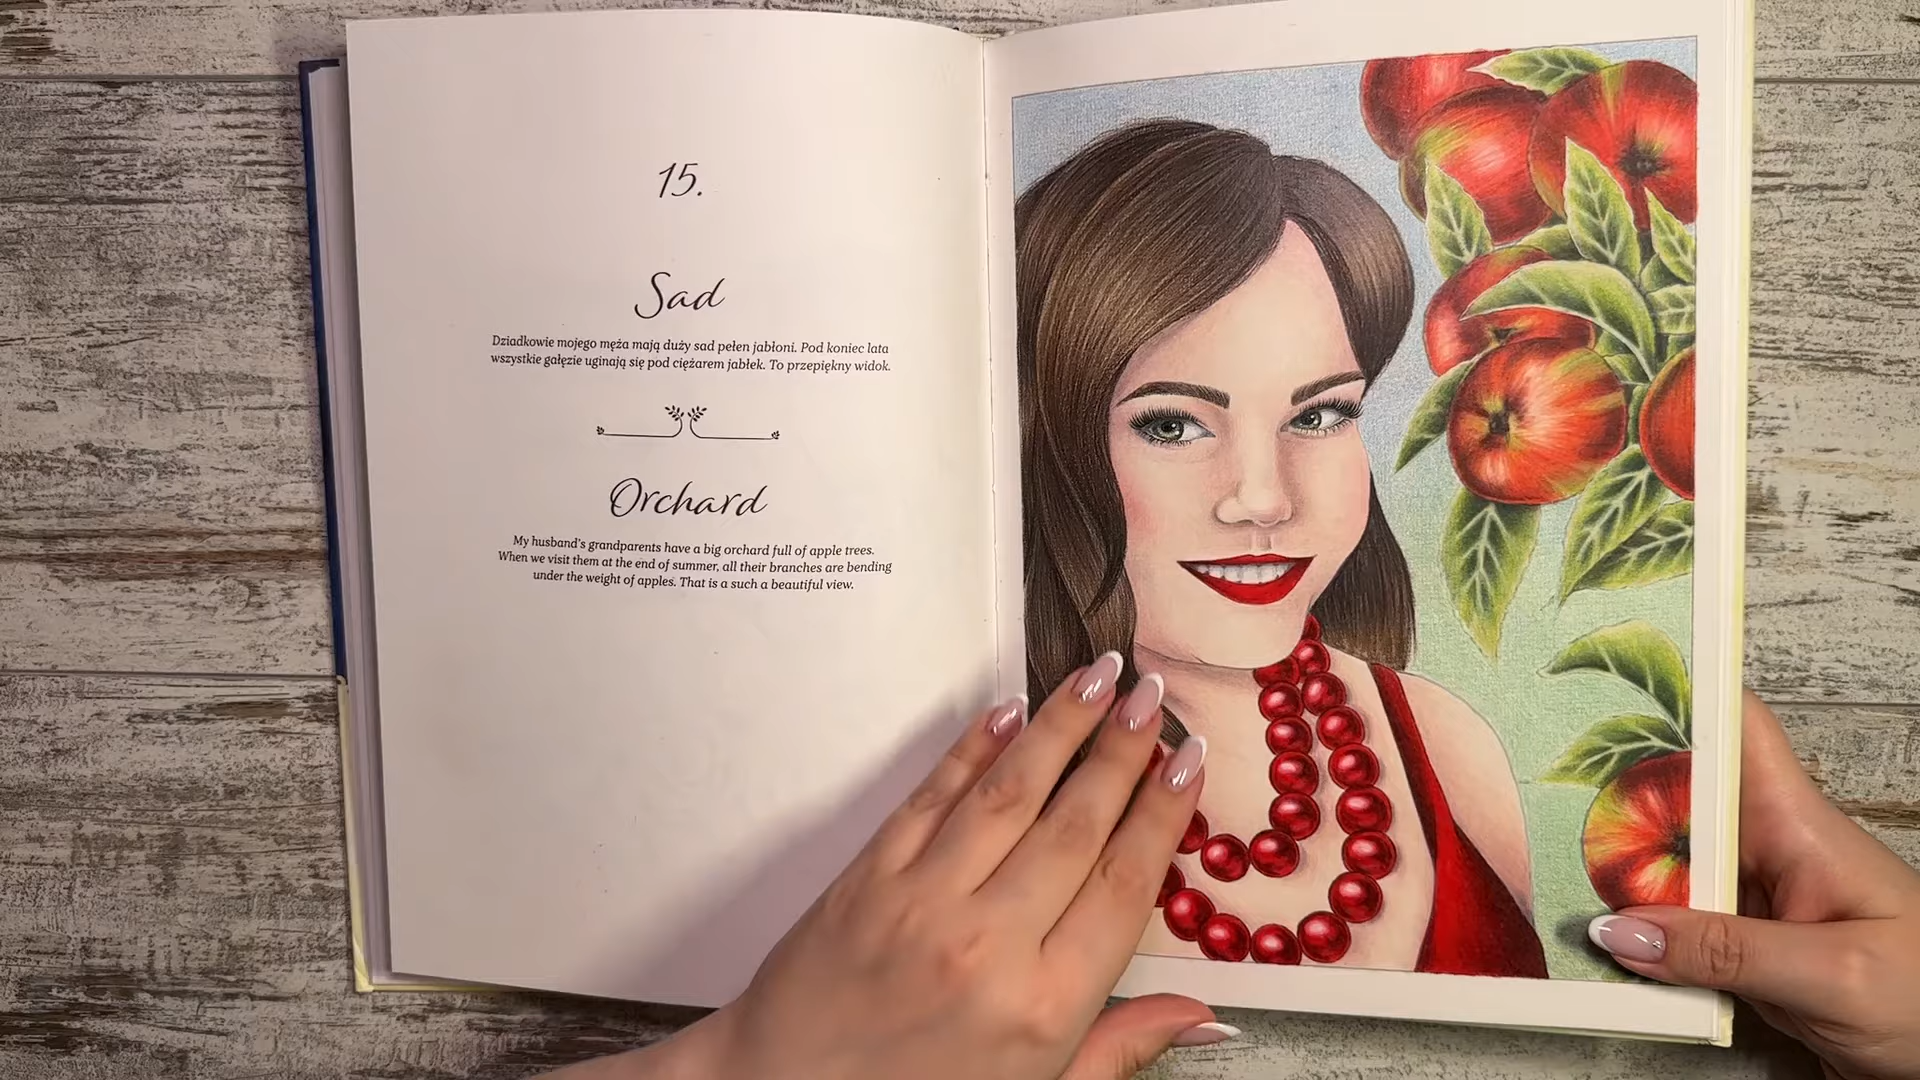 15.
Sad
Dziadkowie mojego męża mają duży sad pełen jabłoni. Pod koniec lata
wszystkie gałęzie uginają się pod ciężarem jabłek. To przepiękny widok.
Orchard
My husband's grandparents have a big orchard full of apple trees.
When we visit them at the end of summer, all their branches are bending
under the weight of apples. That is a such a beautiful view.